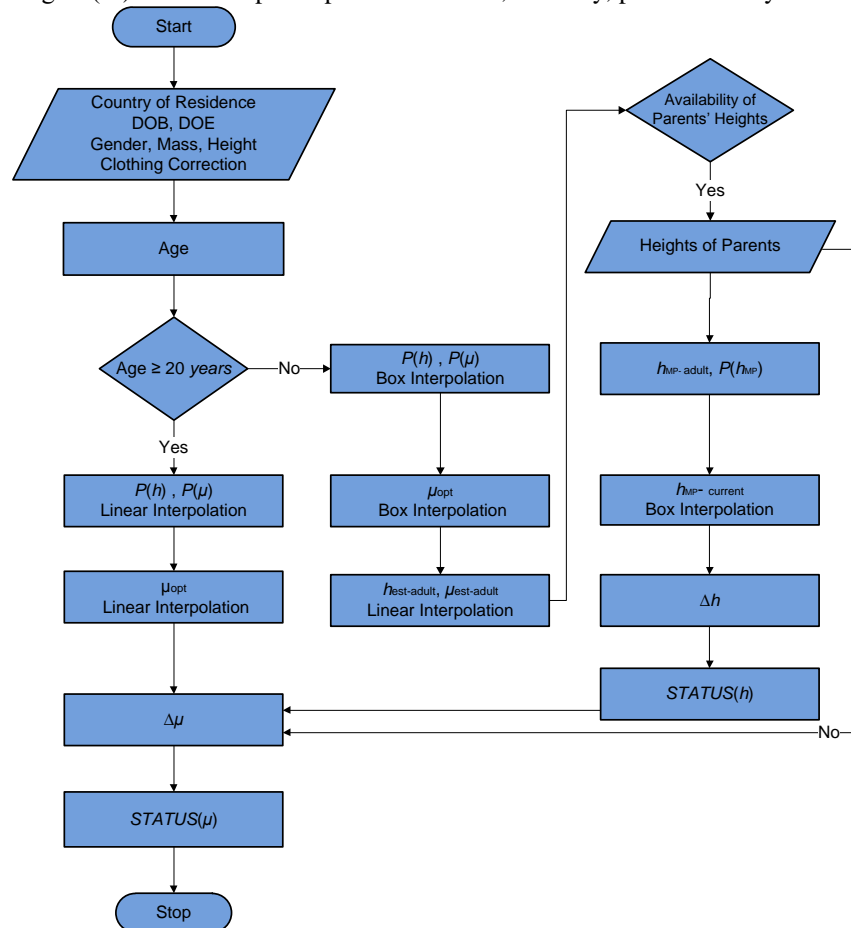 Start
Country of Residence
DOB, DOE
Gender, Mass, Height
Clothing Correction
Age
Age ≥ 20 years
No
Yes
P(h) , P(µ)
Linear Interpolation
µopt
Linear Interpolation
P(h) , P(µ)
Box Interpolation
µopt
Box Interpolation
hest-adult, µest-adult
Linear Interpolation
Availability of
Parents' Heights
Yes
Heights of Parents
hMP- adult, P(hMP)
hMP- current
Box Interpolation
Δh
STATUS(h)
No
Δµ
STATUS(µ)
Stop